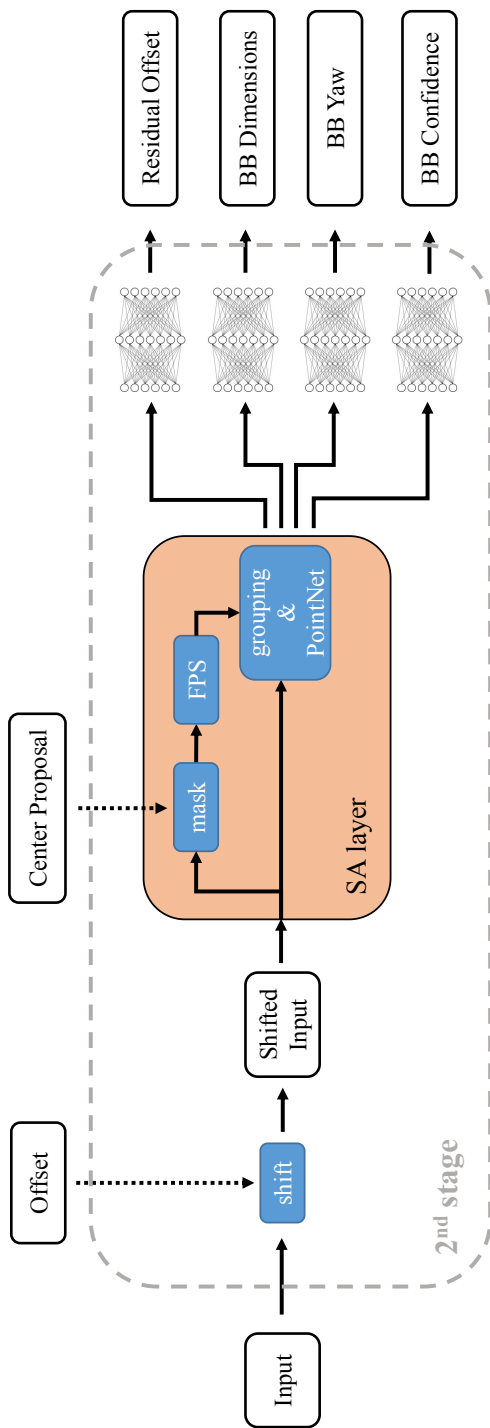 Input
Offset
shift
Shifted
Input
Center Proposal
mask
FPS
grouping
&
PointNet
SA layer
Residual Offset
BB Dimensions
BB Yaw
BB Confidence
2nd stage